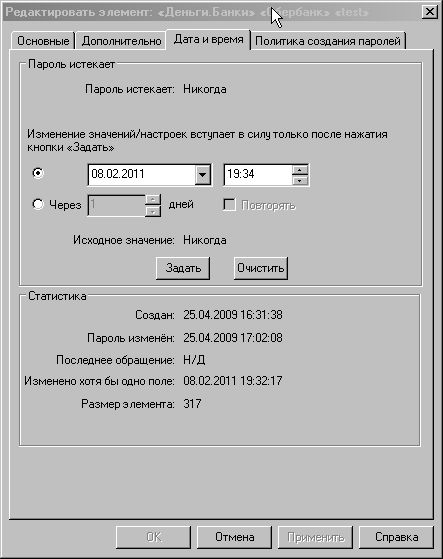 Редактировать элемент: «Деньги.Банки» «Сбербанк» «test»
Основные Дополнительно Дата и время Политика создания паролей
Пароль истекает
Пароль истекает: Никогда
Изменение значений/настроек вступает в силу только после нажатия
кнопки «Задать»
08.02.2011 19:34
Через 1 дней Повторять
Исходное значение: Никогда
Задать Очистить
Статистика
Создан: 25.04.2009 16:31:38
Пароль изменён: 25.04.2009 17:02:08
Последнее обращение: Н/Д
Изменено хотя бы одно поле: 08.02.2011 19:32:17
Размер элемента: 317
ОК Отмена Применить Справка